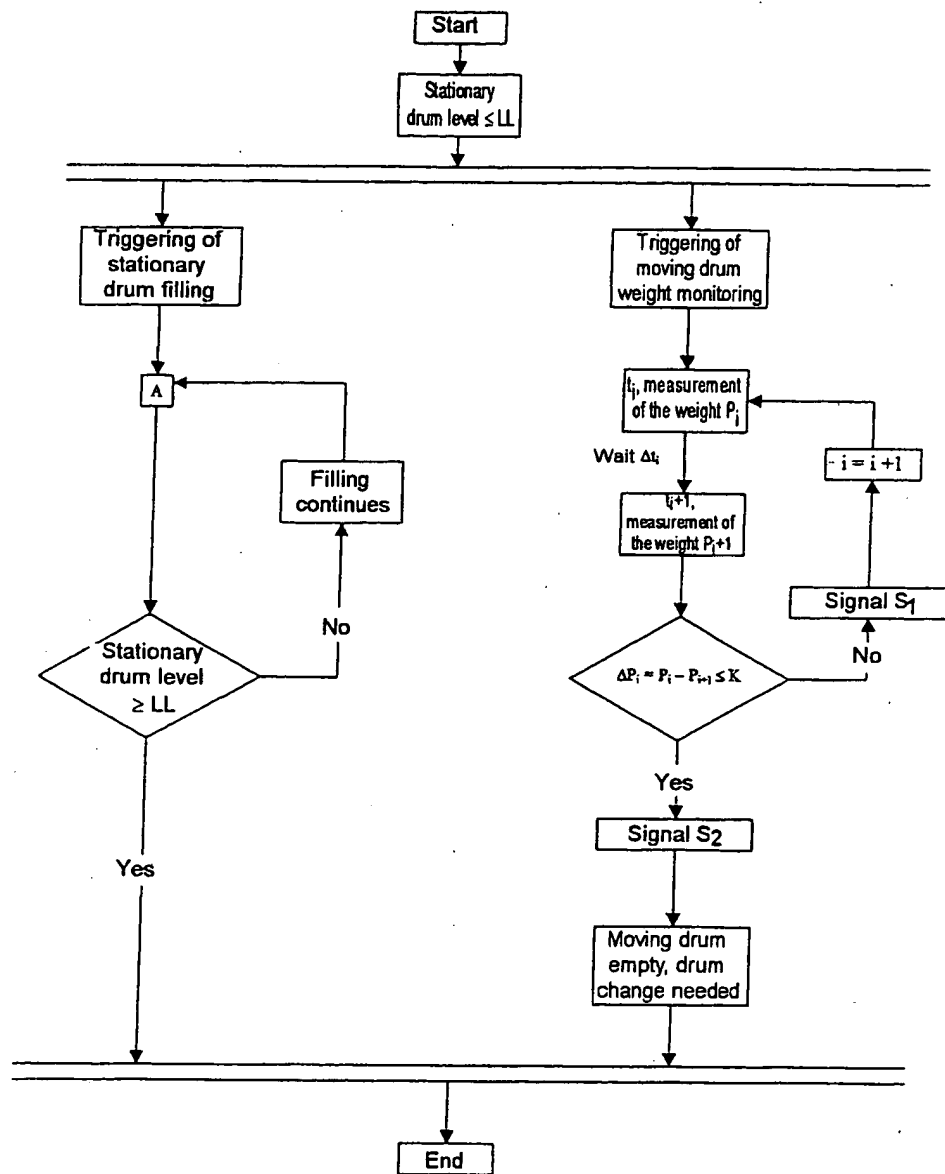 Start
Stationary
drum level ≤ LL
Triggering of
stationary
drum filling
A
Filling
continues
No
Stationary
drum level
≥ LL
Yes
Triggering of
moving drum
weight monitoring
tᵢ, measurement
of the weight Pᵢ
Wait Δtᵢ
tᵢ+1,
measurement of
the weight Pᵢ+1
i = i +1
Signal S₁
No
ΔPᵢ = Pᵢ – Pᵢ₊₁ ≤ K
Yes
Signal S₂
Moving drum
empty, drum
change needed
End